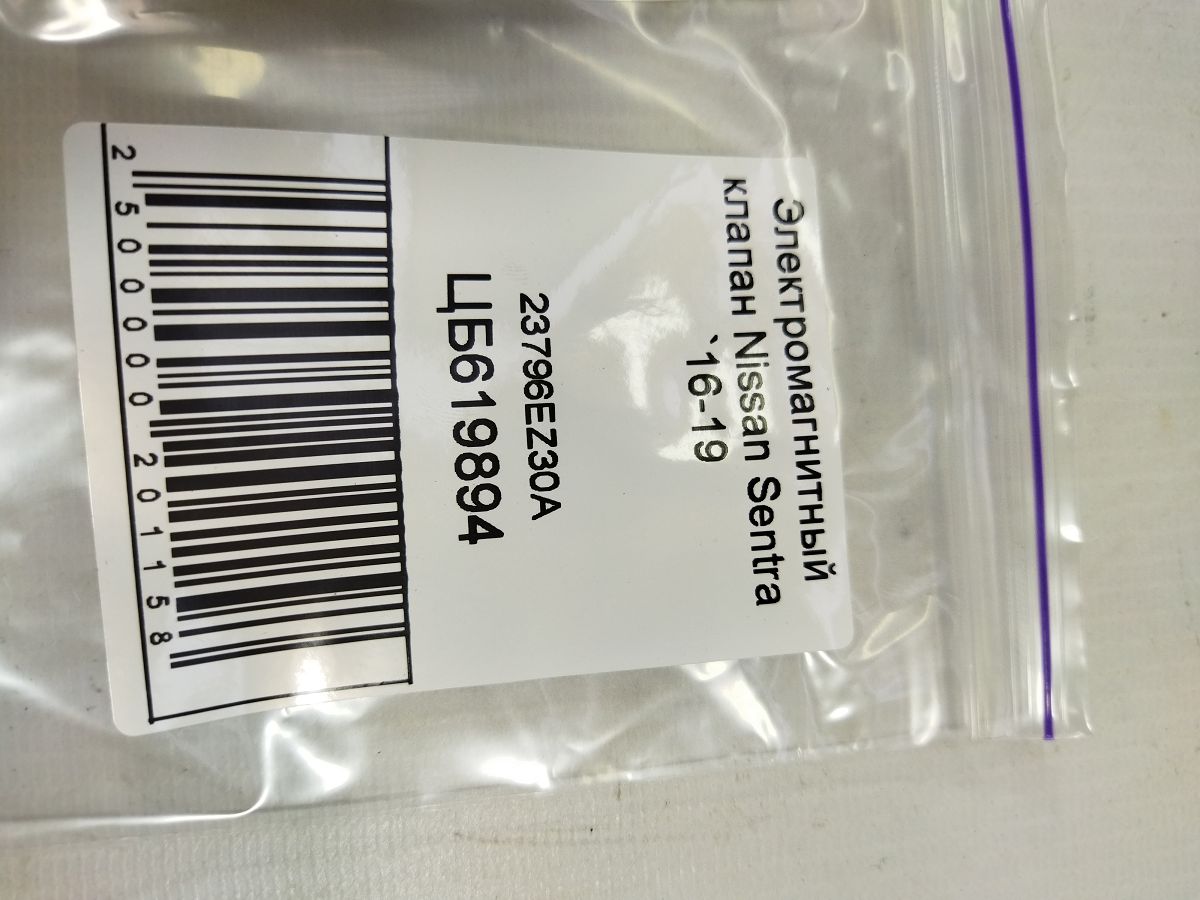 Электромагнитный
клапан Nissan Sentra
`16-19
23796EZ30A
ЦБ619894
2500000201158